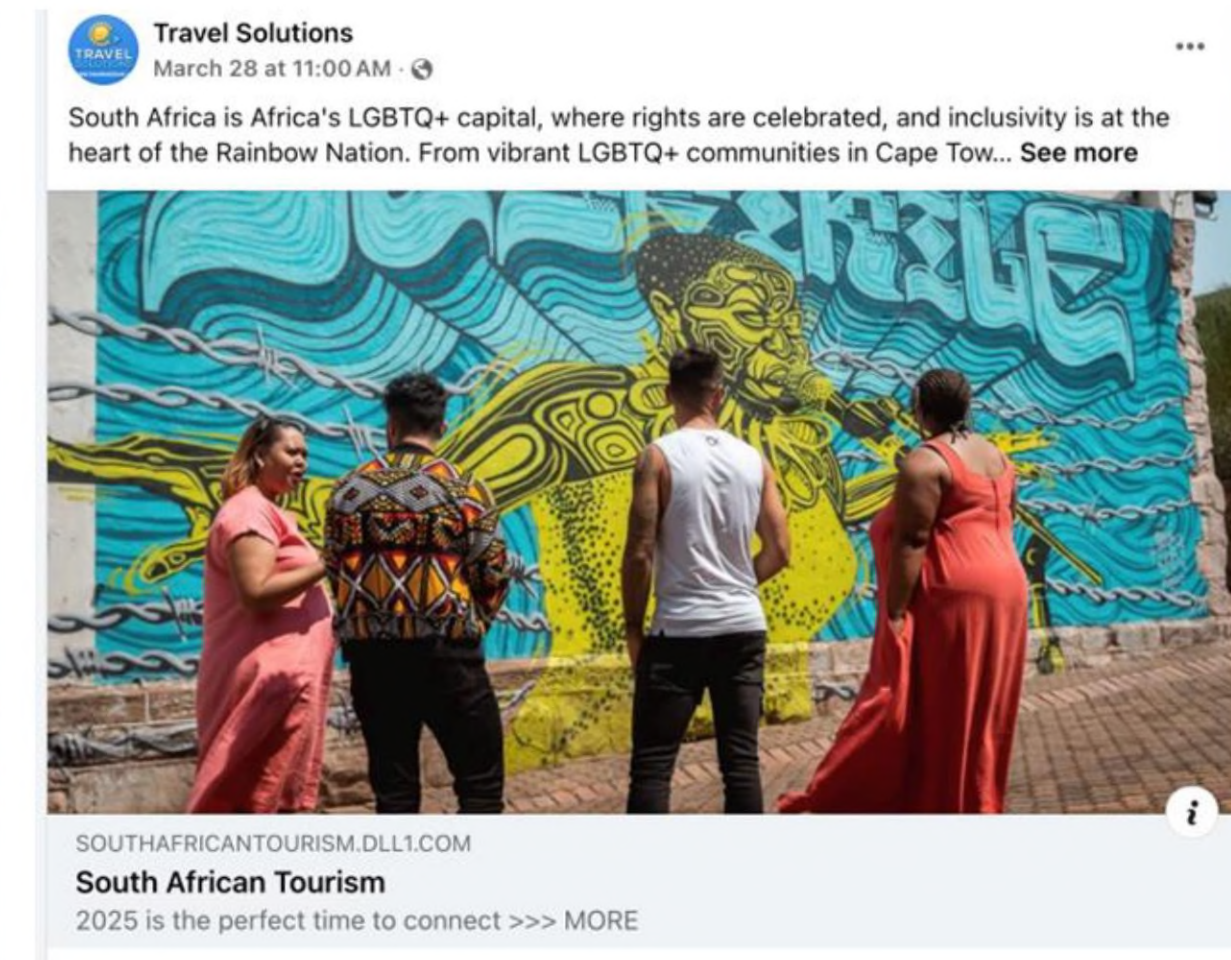 TRAVEL
Travel Solutions
March 28 at 11:00 AM ·
South Africa is Africa's LGBTQ+ capital, where rights are celebrated, and inclusivity is at the
heart of the Rainbow Nation. From vibrant LGBTQ+ communities in Cape Tow... See more
i
SOUTHAFRICANTOURISM.DLL1.COM
South African Tourism
2025 is the perfect time to connect >>> MORE